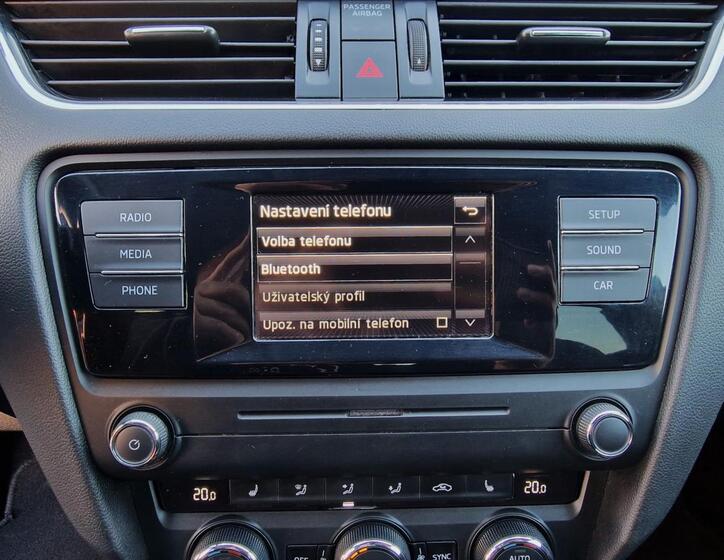 PASSENGER
AIRBAG
RADIO
MEDIA
PHONE
Nastavení telefonu
Volba telefonu
Bluetooth
Uživatelský profil
Upoz. na mobilní telefon
SETUP
SOUND
CAR
20.0
20.0
OFF
SYNC
AUTO